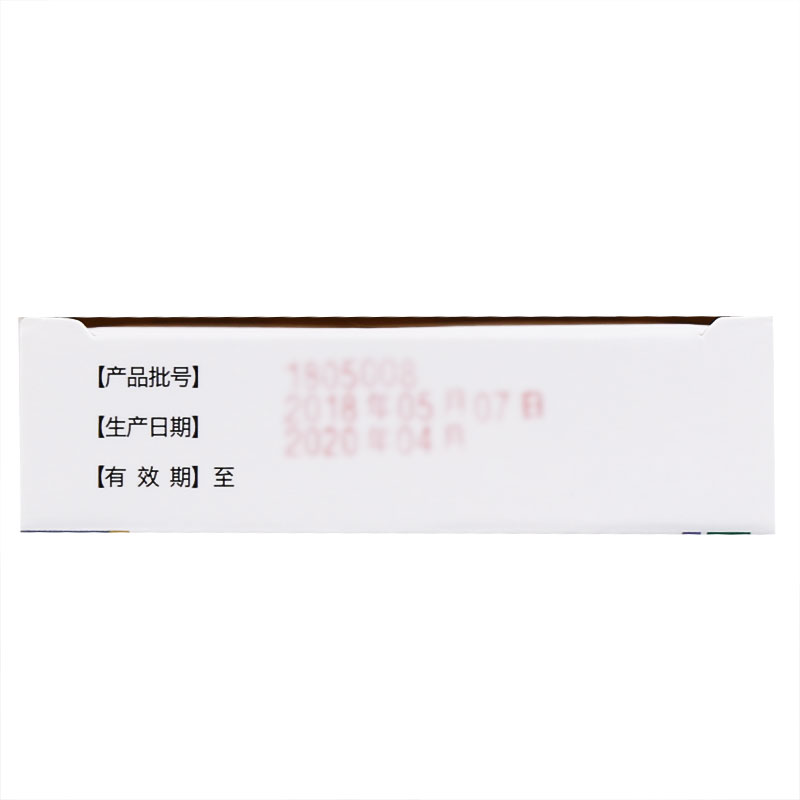 【产品批号】 1805008
【生产日期】 2018年05月07日
【有效期】至 2020年04月